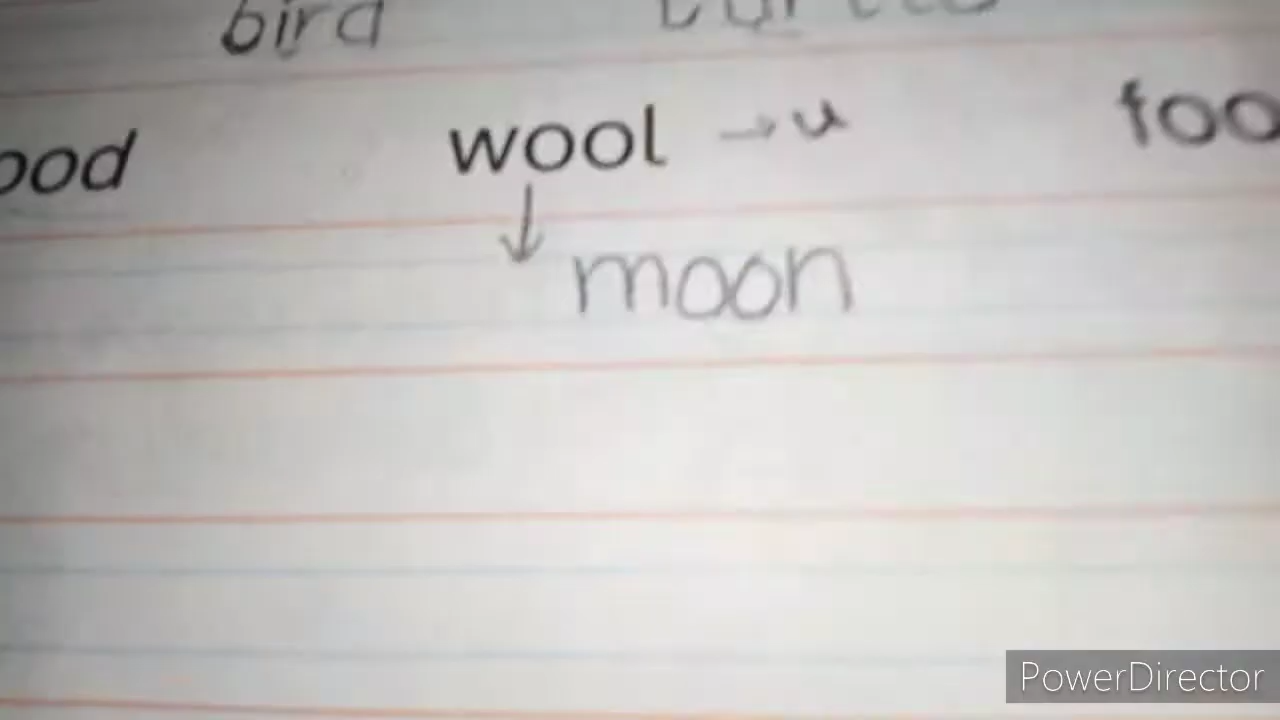 bird
ood wool → u foo
↓ moon
PowerDirector